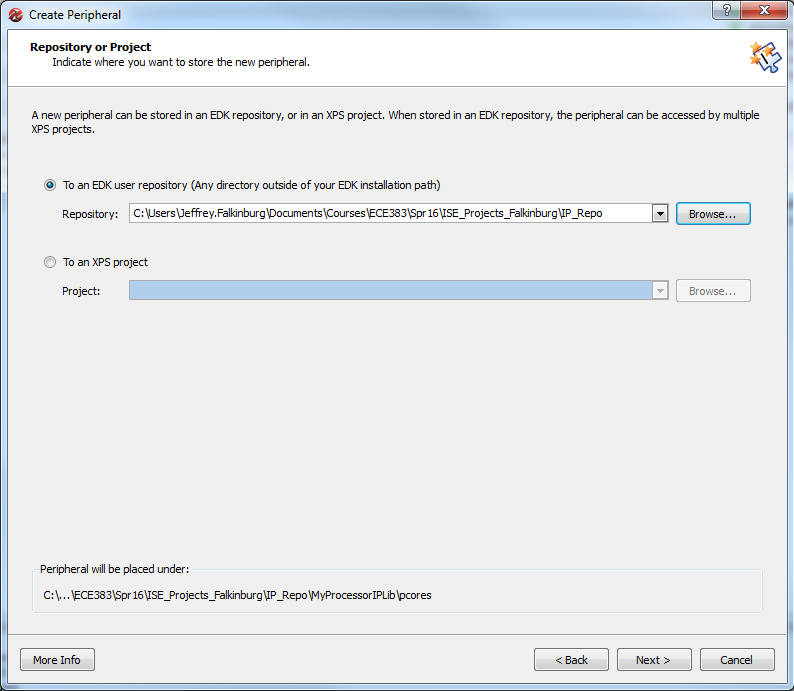 Create Peripheral
?
Repository or Project
Indicate where you want to store the new peripheral.
A new peripheral can be stored in an EDK repository, or in an XPS project. When stored in an EDK repository, the peripheral can be accessed by multiple
XPS projects.
To an EDK user repository (Any directory outside of your EDK installation path)
Repository: C:\Users\Jeffrey.Falkinburg\Documents\Courses\ECE383\Spr16\ISE_Projects_Falkinburg\IP_Repo Browse...
To an XPS project
Project: Browse...
Peripheral will be placed under:
C:\...\ECE383\Spr16\ISE_Projects_Falkinburg\IP_Repo\MyProcessorIPLib\pcores
More Info < Back Next > Cancel